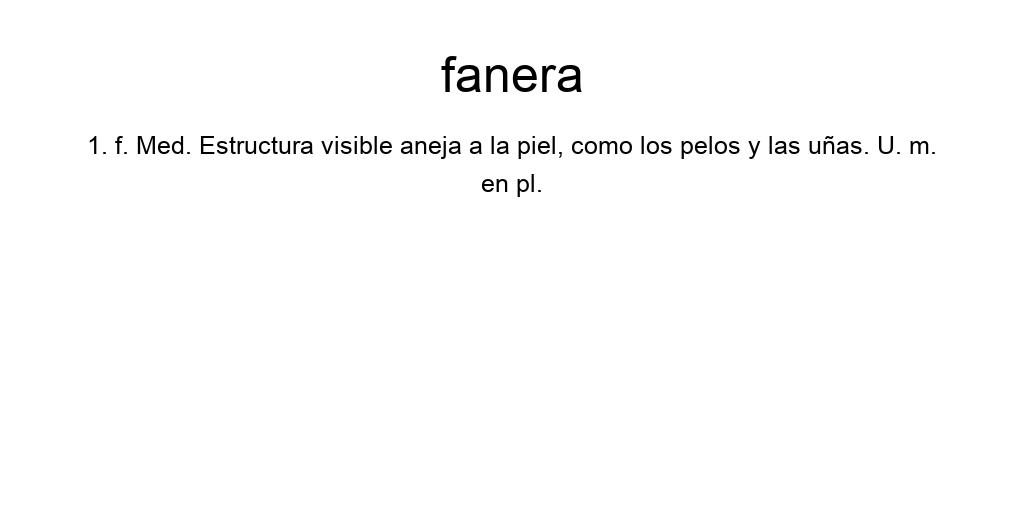 fanera
1. f. Med. Estructura visible aneja a la piel, como los pelos y las uñas. U. m.
en pl.